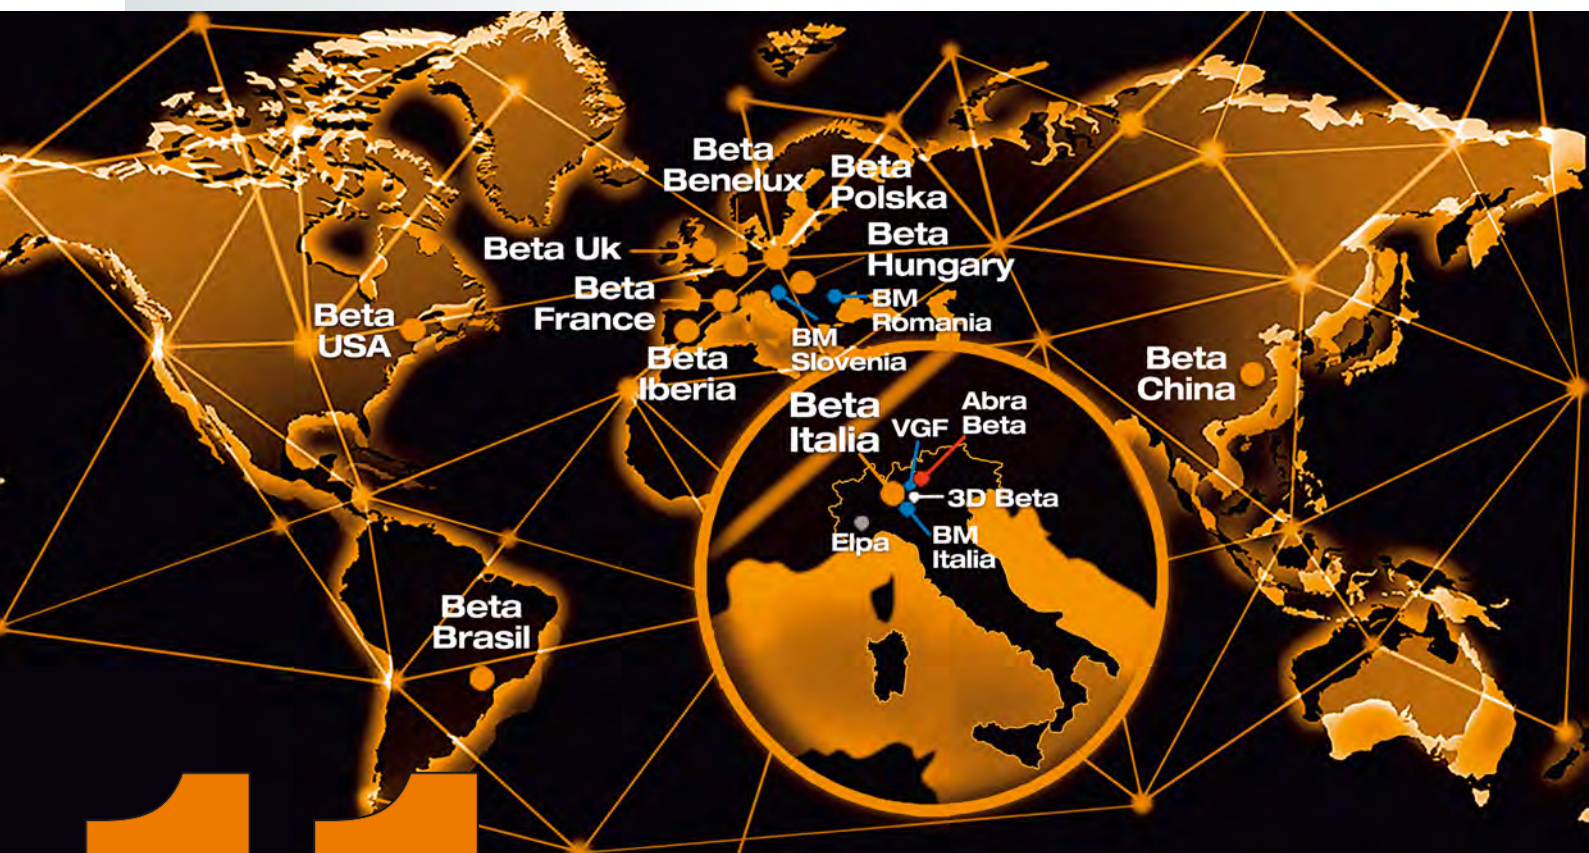 Beta
Benelux
Beta
Polska
Beta Uk
Beta
Hungary
Beta
France
BM
Romania
Beta
USA
BM
Slovenia
Beta
Iberia
Beta
China
Beta
Italia
VGF
Abra
Beta
3D Beta
Elpa
BM
Italia
Beta
Brasil
11